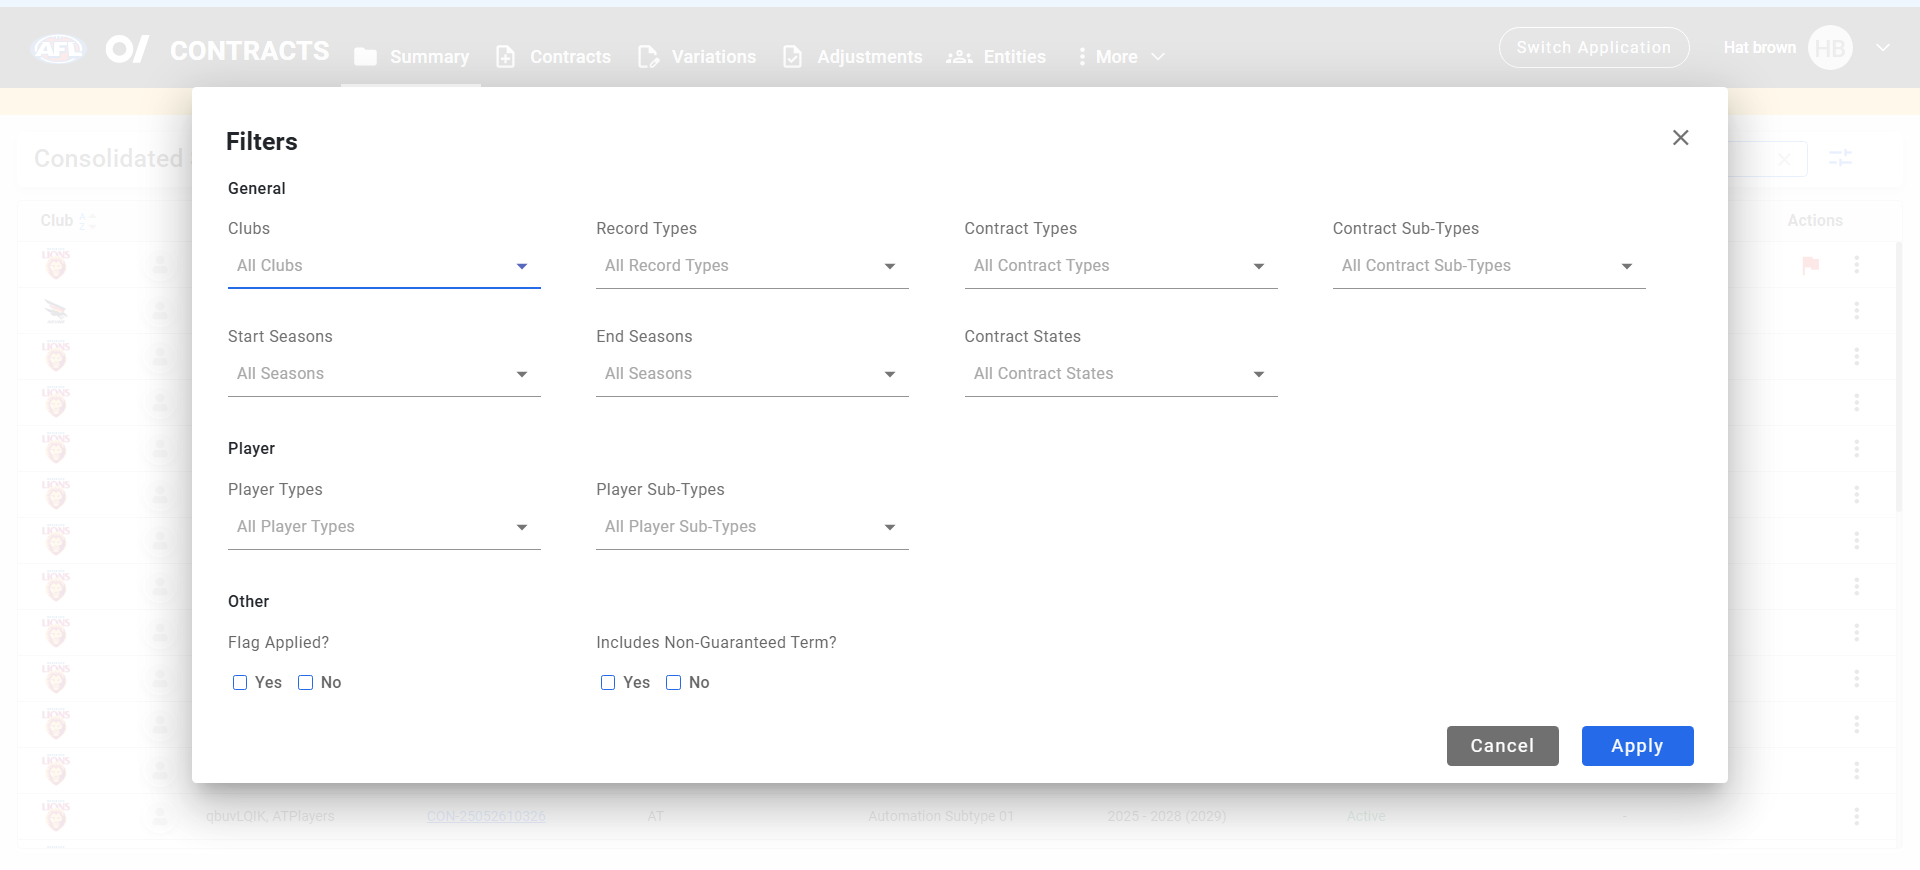 AFL CONTRACTS Summary Contracts Variations Adjustments Entities More Switch Application Hat brown HB
Consolidated
Filters
General
Club
Actions
Clubs Record Types Contract Types Contract Sub-Types
All Clubs All Record Types All Contract Types All Contract Sub-Types
Start Seasons End Seasons Contract States
All Seasons All Seasons All Contract States
Player
Player Types Player Sub-Types
All Player Types All Player Sub-Types
Other
Flag Applied? Includes Non-Guaranteed Term?
Yes No Yes No
Cancel Apply
qbuvLQIK, ATPlayers CON-25052610326 AT Automation Subtype 01 2025 - 2028 (2029) Active -